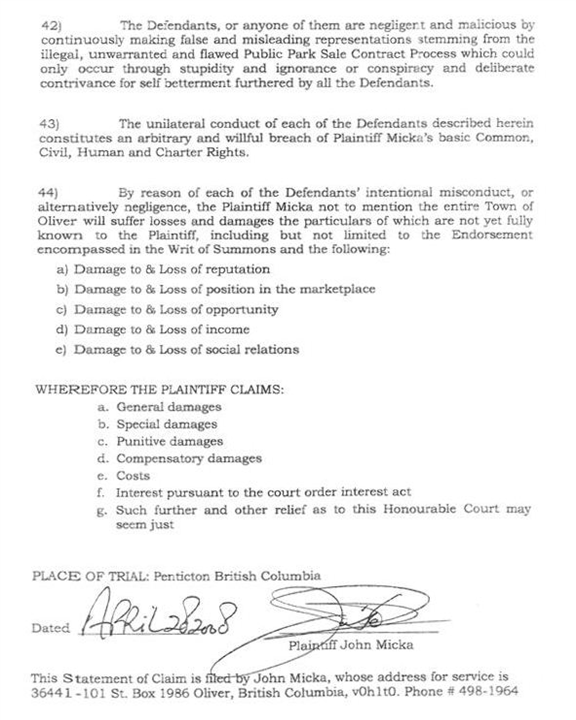 42) The Defendants, or anyone of them are negligent and malicious by
continuously making false and misleading representations stemming from the
illegal, unwarranted and flawed Public Park Sale Contract Process which could
only occur through stupidity and ignorance or conspiracy and deliberate
contrivance for self betterment furthered by all the Defendants.
43) The unilateral conduct of each of the Defendants described herein
constitutes an arbitrary and willful breach of Plaintiff Micka's basic Common,
Civil, Human and Charter Rights.
44) By reason of each of the Defendants' intentional misconduct, or
alternatively negligence, the Plaintiff Micka not to mention the entire Town of
Oliver will suffer losses and damages the particulars of which are not yet fully
known to the Plaintiff, including but not limited to the Endorsement
encompassed in the Writ of Summons and the following:
a) Damage to & Loss of reputation
b) Damage to & Loss of position in the marketplace
c) Damage to & Loss of opportunity
d) Damage to & Loss of income
e) Damage to & Loss of social relations
WHEREFORE THE PLAINTIFF CLAIMS:
a. General damages
b. Special damages
c. Punitive damages
d. Compensatory damages
e. Costs
f. Interest pursuant to the court order interest act
g. Such further and other relief as to this Honourable Court may
seem just
PLACE OF TRIAL: Penticton British Columbia
Dated APRiL 28 2008
Plaintiff John Micka
This Statement of Claim is filed by John Micka, whose address for service is
36441 -101 St. Box 1986 Oliver, British Columbia, v0h1t0. Phone # 498-1964